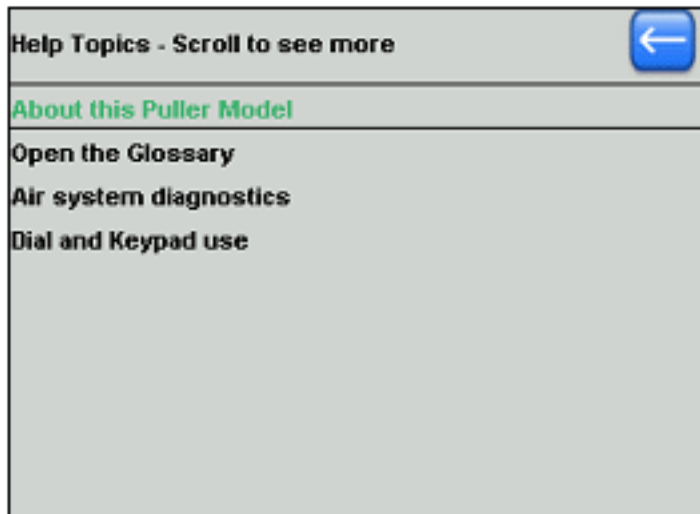 Help Topics - Scroll to see more
About this Puller Model
Open the Glossary
Air system diagnostics
Dial and Keypad use